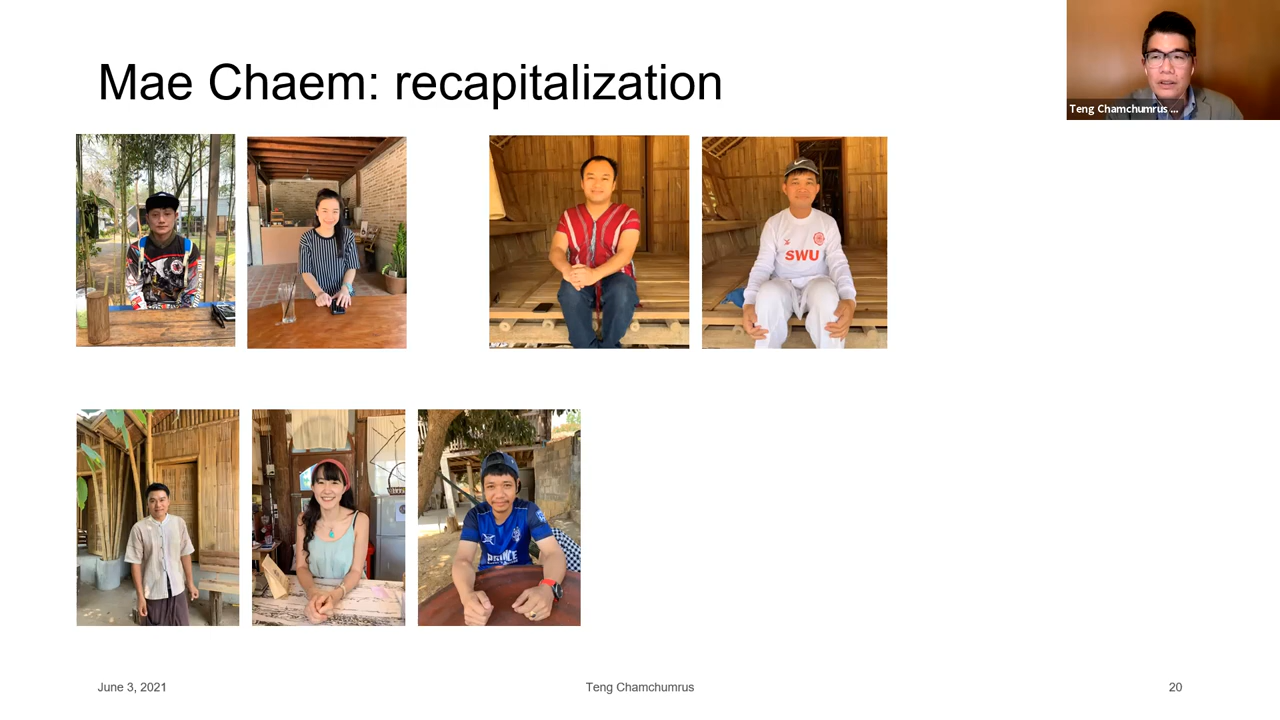 Mae Chaem: recapitalization
Teng Chamchumrus ...
SWU
June 3, 2021
Teng Chamchumrus
20